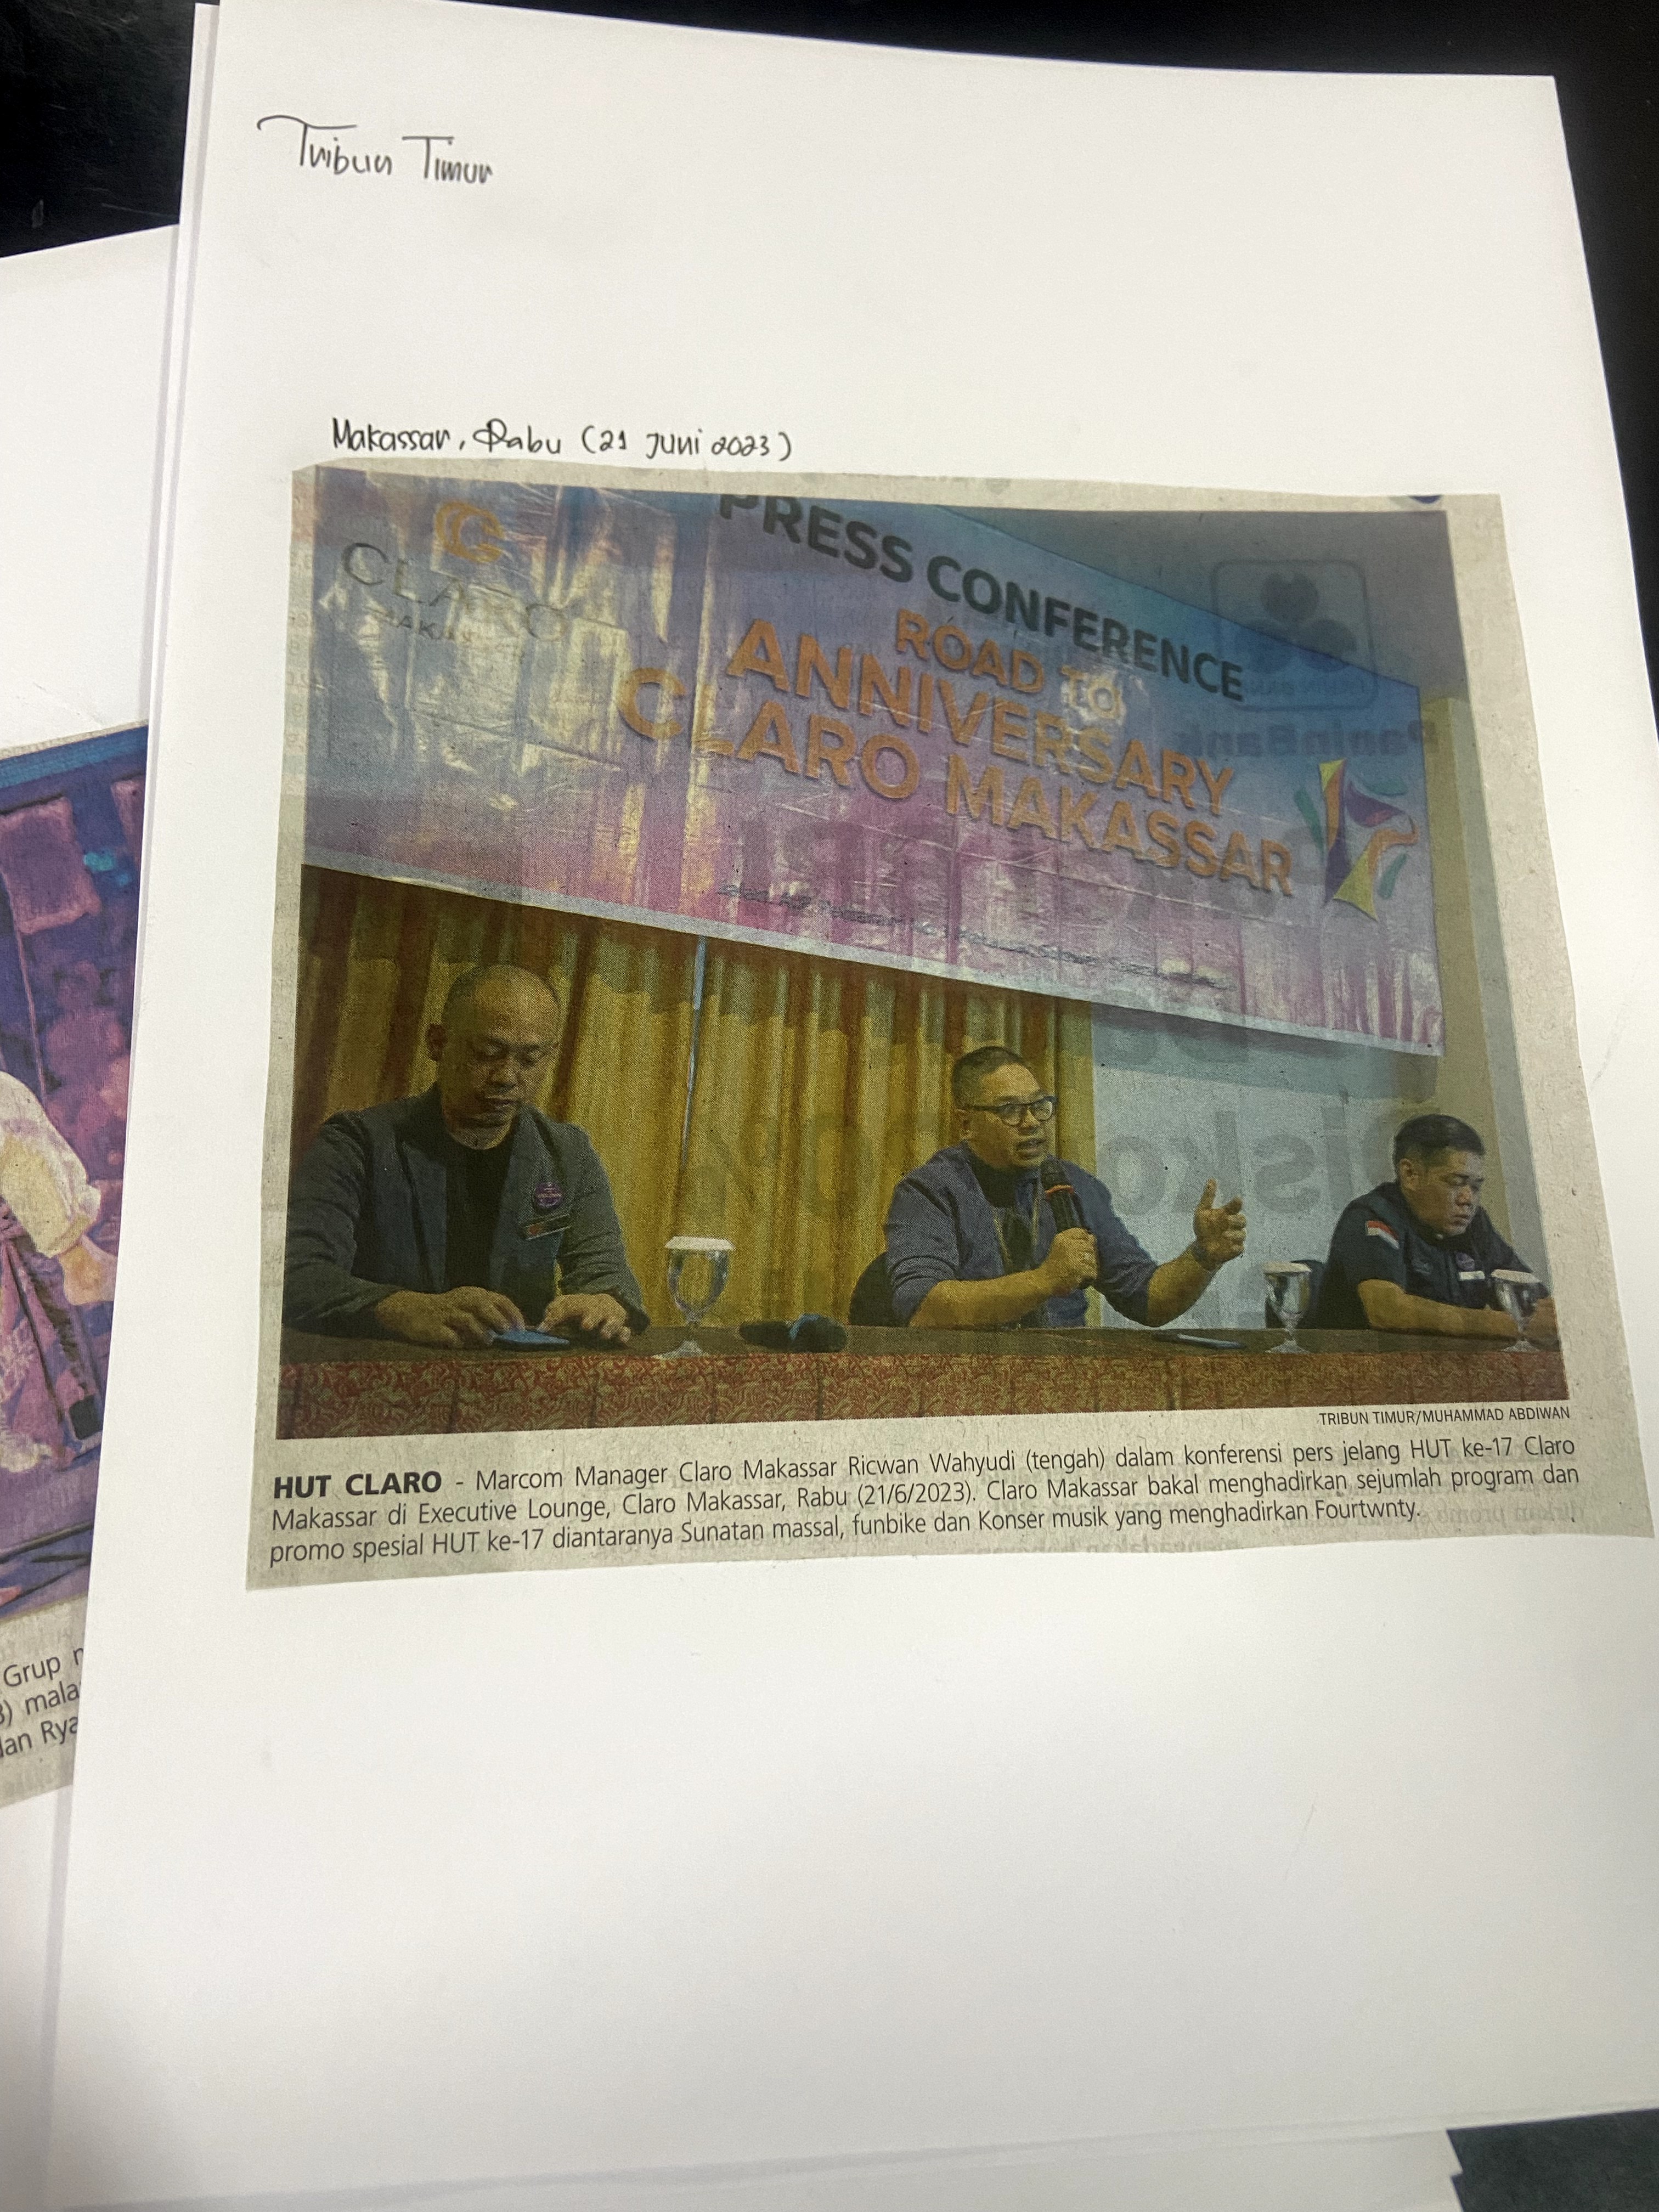 Grup
mala
dan Rya
Tribun Timur
Makassar, Rabu (21 Juni 2023)
PRESS CONFERENCE
ROAD TO
ANNIVERSARY
CLARO MAKASSAR
CLARO
TRIBUN TIMUR/MUHAMMAD ABDIWAN
HUT CLARO - Marcom Manager Claro Makassar Ricwan Wahyudi (tengah) dalam konferensi pers jelang HUT ke-17 Claro
Makassar di Executive Lounge, Claro Makassar, Rabu (21/6/2023). Claro Makassar bakal menghadirkan sejumlah program dan
promo spesial HUT ke-17 diantaranya Sunatan massal, funbike dan Konser musik yang menghadirkan Fourtwnty.